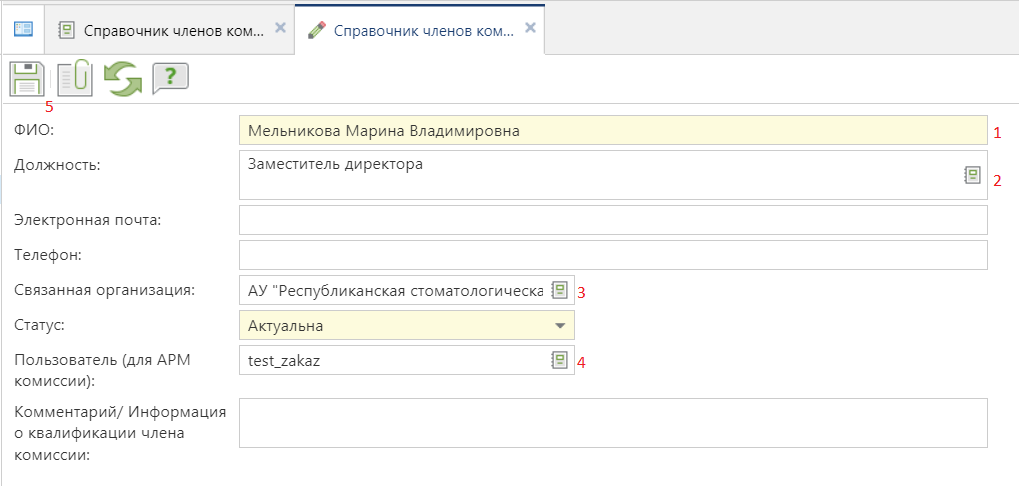 Справочник членов ком...
Справочник членов ком...
?
5
ФИО:
Мельникова Марина Владимировна
1
Должность:
Заместитель директора
2
Электронная почта:
Телефон:
Связанная организация:
АУ "Республиканская стоматологическа
3
Статус:
Актуальна
Пользователь (для АРМ
комиссии):
test_zakaz
4
Комментарий/ Информация
о квалификации члена
комиссии: